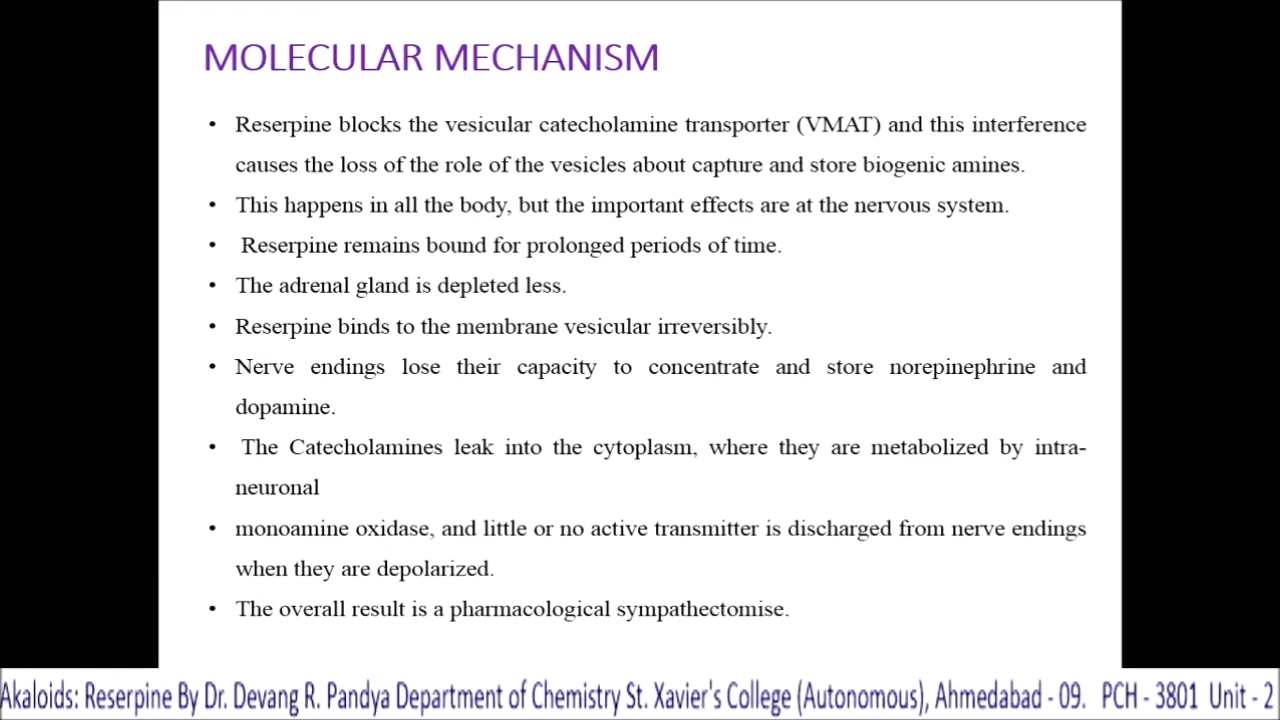 MOLECULAR MECHANISM
• Reserpine blocks the vesicular catecholamine transporter (VMAT) and this interference
causes the loss of the role of the vesicles about capture and store biogenic amines.
• This happens in all the body, but the important effects are at the nervous system.
• Reserpine remains bound for prolonged periods of time.
• The adrenal gland is depleted less.
• Reserpine binds to the membrane vesicular irreversibly.
• Nerve endings lose their capacity to concentrate and store norepinephrine and
dopamine.
• The Catecholamines leak into the cytoplasm, where they are metabolized by intra-
neuronal
• monoamine oxidase, and little or no active transmitter is discharged from nerve endings
when they are depolarized.
• The overall result is a pharmacological sympathectomise.
Akaloids: Reserpine By Dr. Devang R. Pandya Department of Chemistry St. Xavier's College (Autonomous), Ahmedabad - 09. PCH - 3801 Unit - 2